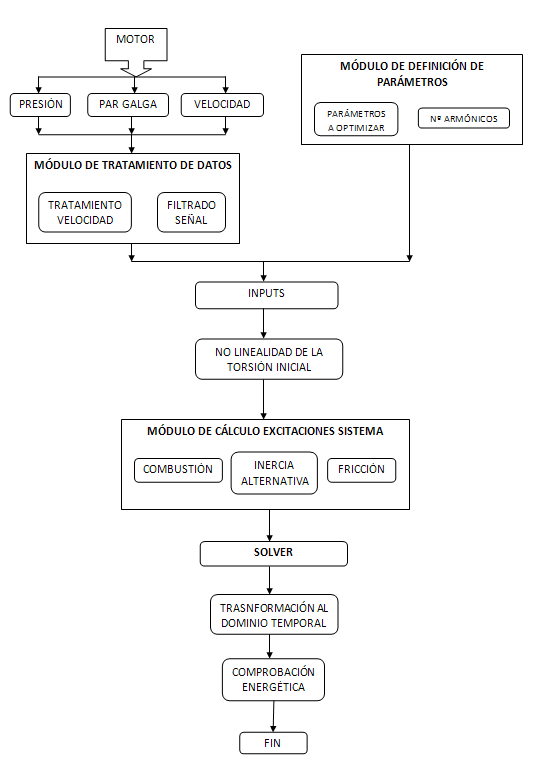 MOTOR
PRESIÓN
PAR GALGA
VELOCIDAD
MÓDULO DE DEFINICIÓN DE
PARÁMETROS
PARÁMETROS
A OPTIMIZAR
Nº ARMÓNICOS
MÓDULO DE TRATAMIENTO DE DATOS
TRATAMIENTO
VELOCIDAD
FILTRADO
SEÑAL
INPUTS
NO LINEALIDAD DE LA
TORSIÓN INICIAL
MÓDULO DE CÁLCULO EXCITACIONES SISTEMA
COMBUSTIÓN
INERCIA
ALTERNATIVA
FRICCIÓN
SOLVER
TRASNFORMACIÓN AL
DOMINIO TEMPORAL
COMPROBACIÓN
ENERGÉTICA
FIN